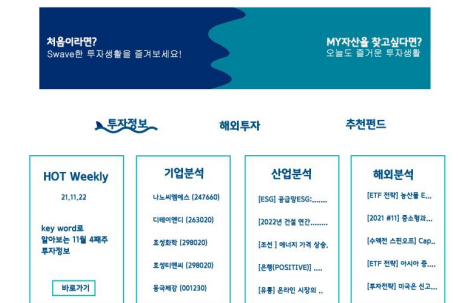 처음이라면?
Swave한 투자생활을 즐겨보세요!
MY자산을 찾고싶다면?
오늘도 즐거운 투자생활
투자정보
해외투자
추천펀드
HOT Weekly
21.11.22
key word로
알아보는 11월 4째주
투자정보
바로가기
기업분석
나노씨엠에스 (247660)
디테이엔디 (263020)
효성화학 (298020)
효성티앤씨 (298020)
동국제강 (001230)
산업분석
[ESG] 공급망ESG:.......
[2022년 건설 연간........
[조선 ] 에너지 가격 상승,
[은행(POSITIVE)] ....
[유통] 온라인 시장의 ..
해외분석
[ETF 전략] 농산물 E...
[2021 #11] 중소형과...
[수액전 스핀오프] Cap..
[ETF 전략] 아시아 중....
[투자전략] 미국은 신고...